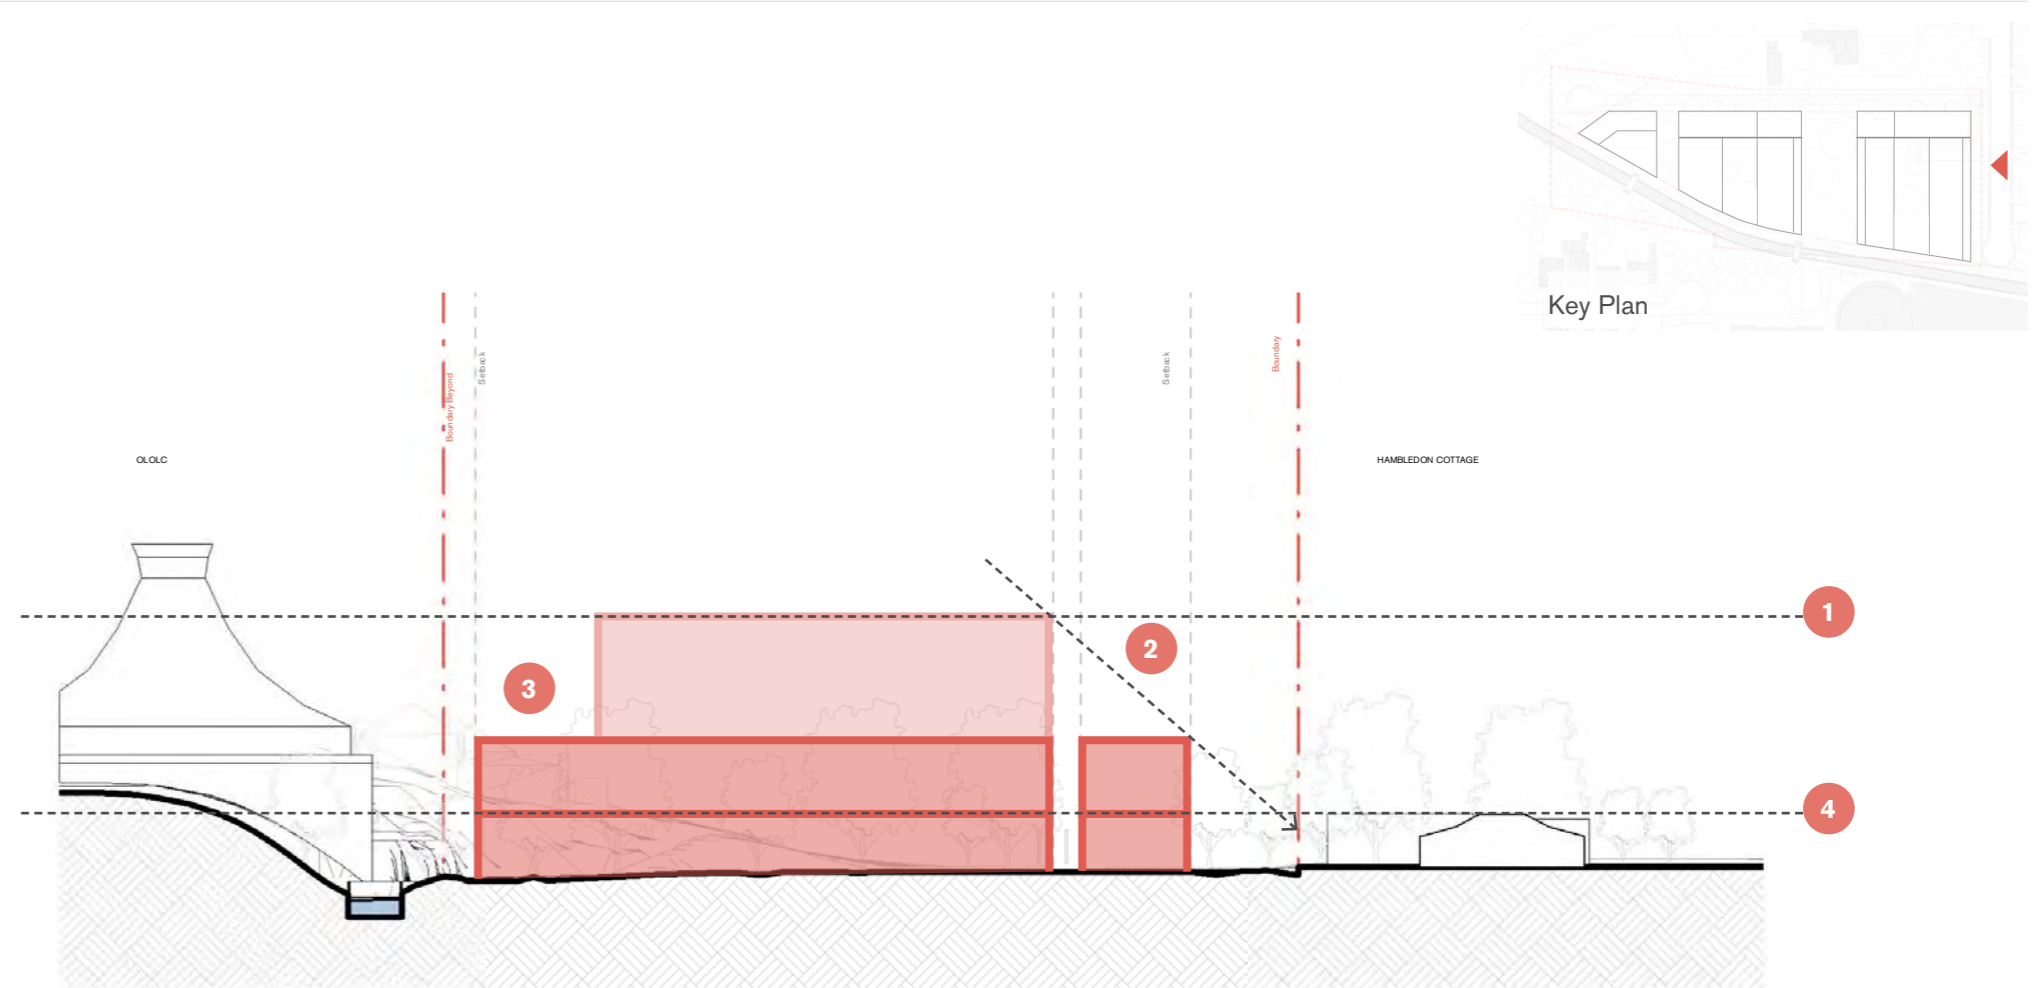 Key Plan
Boundary Beyond
Setback
Setback
Boundary
OLOLC
HAMBLEDON COTTAGE
1
2
3
4